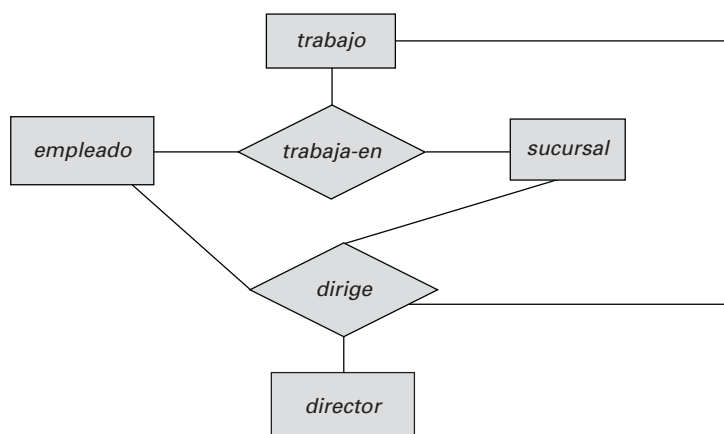 trabajo
empleado
trabaja-en
sucursal
dirige
director